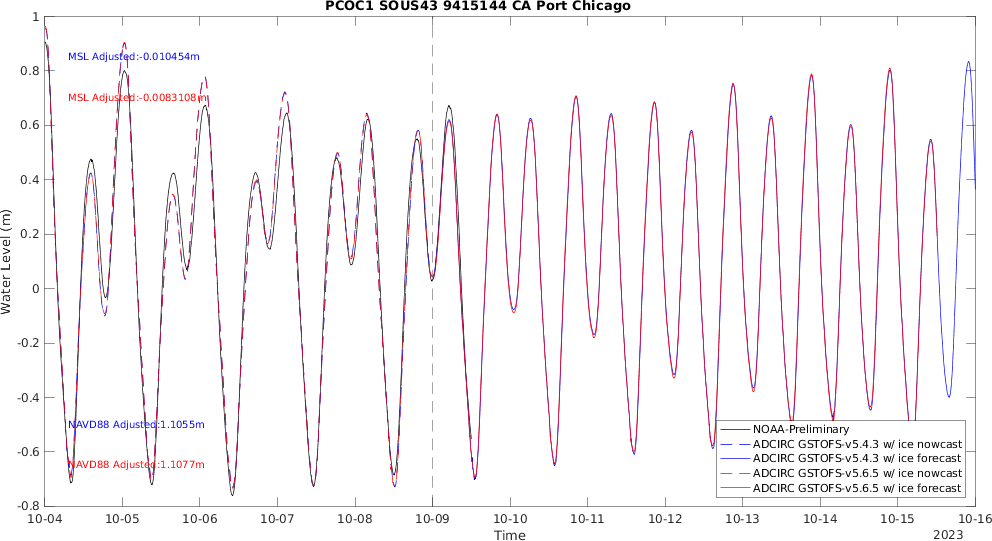 PCOC1 SOUS43 9415144 CA Port Chicago
Water Level (m)
1
0.8
0.6
0.4
0.2
0
-0.2
-0.4
-0.6
-0.8
MSL Adjusted:-0.010454m
MSL Adjusted:-0.0083108m
NAVD88 Adjusted:1.1055m
NAVD88 Adjusted:1.1077m
NOAA-Preliminary
ADCIRC GSTOFS-v5.4.3 w/ ice nowcast
ADCIRC GSTOFS-v5.4.3 w/ ice forecast
ADCIRC GSTOFS-v5.6.5 w/ ice nowcast
ADCIRC GSTOFS-v5.6.5 w/ ice forecast
10-04 10-05 10-06 10-07 10-08 10-09 10-10 10-11 10-12 10-13 10-14 10-15 10-16
Time
2023